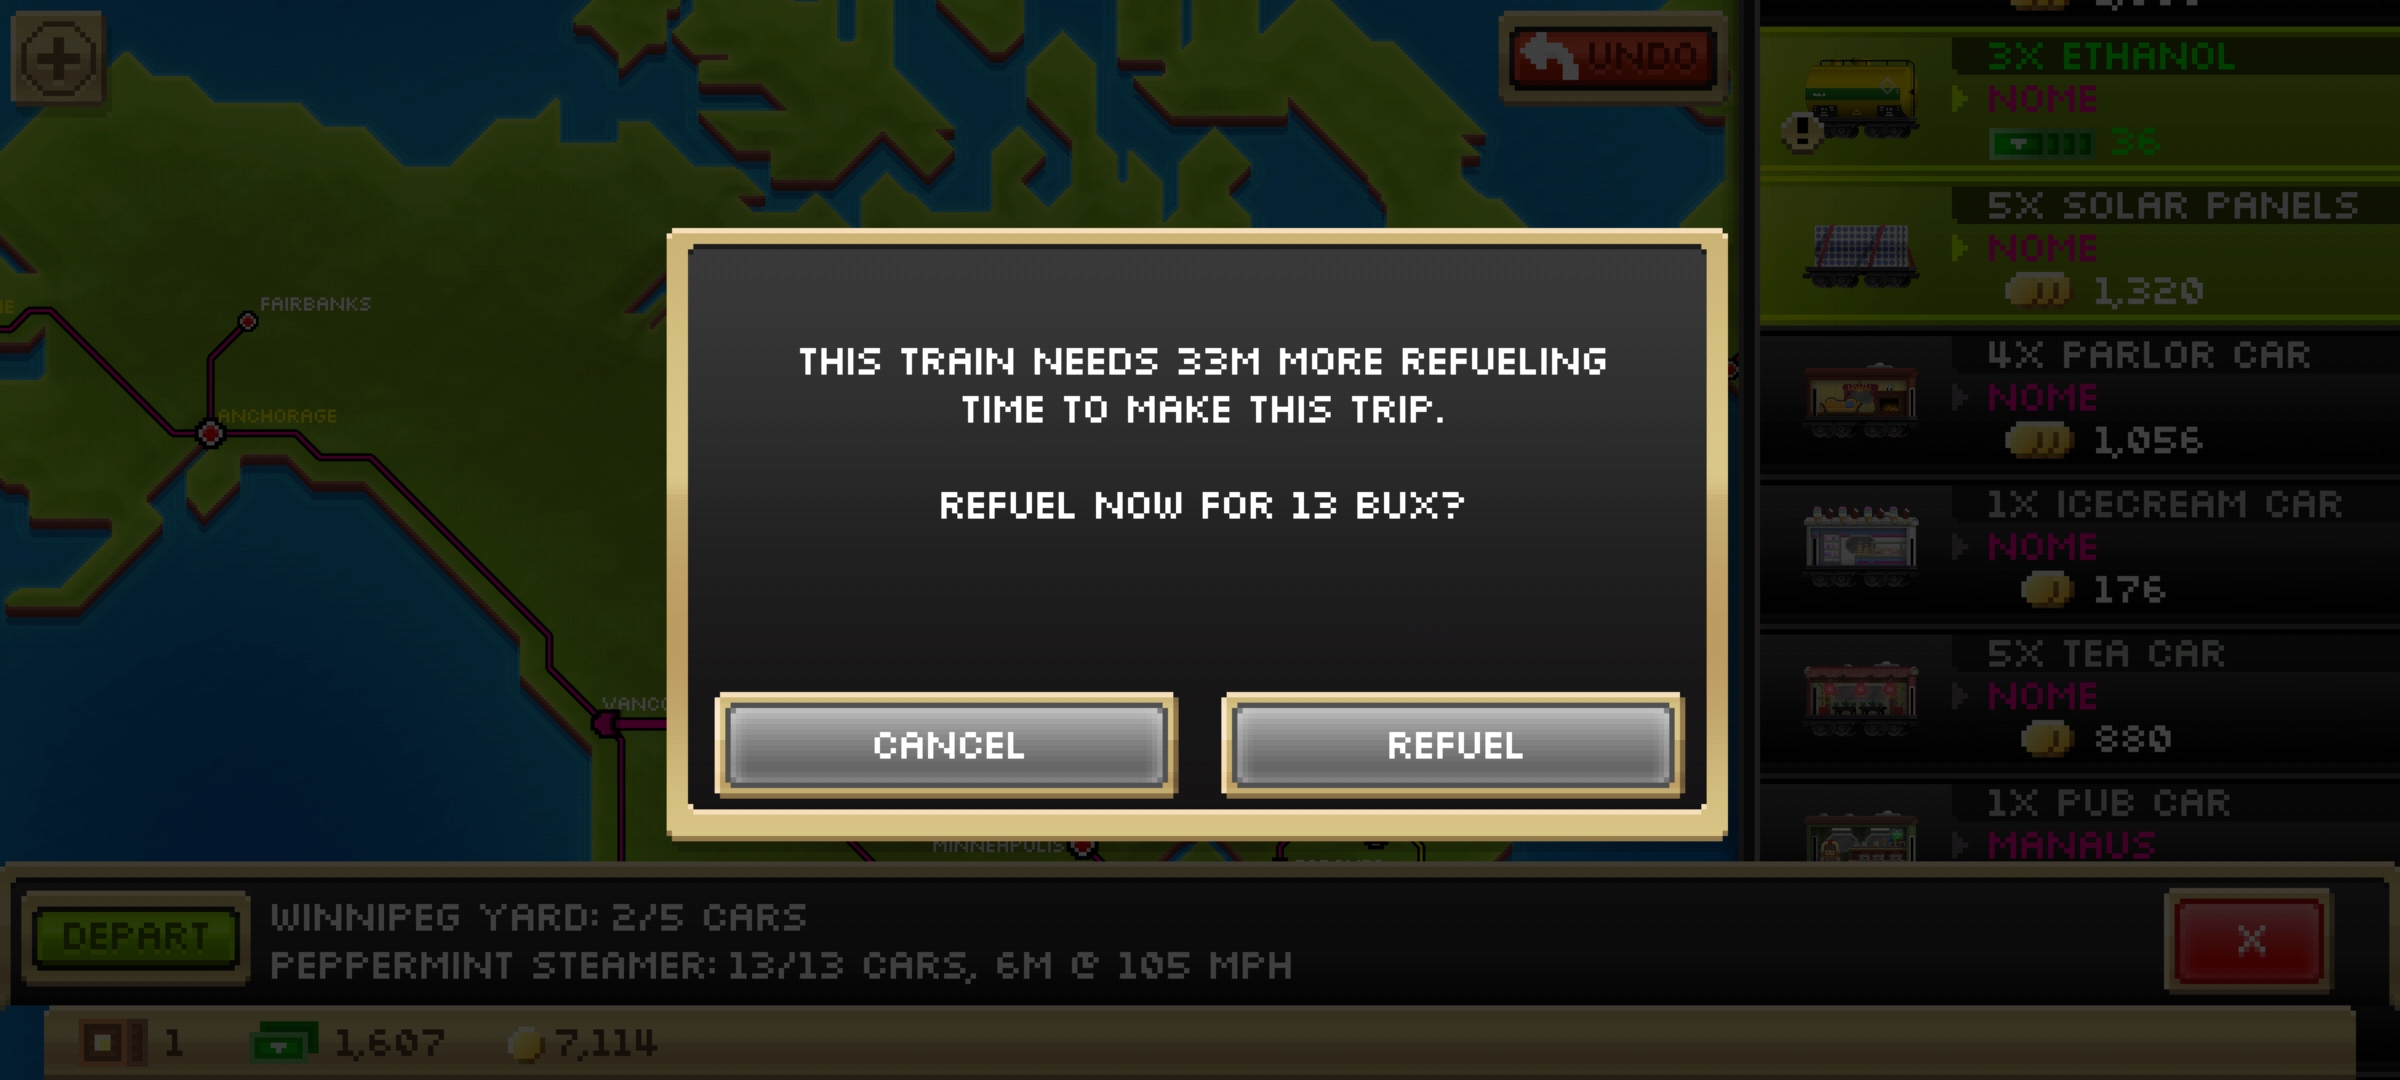 UNDO
3X ETHANOL
NOME
36
5X SOLAR PANELS
NOME
1,320
4X PARLOR CAR
NOME
1,056
1X ICECREAM CAR
NOME
176
5X TEA CAR
NOME
880
1X PUB CAR
MANAUS
FAIRBANKS
ANCHORAGE
VANCO
MINNEAPOLIS
THIS TRAIN NEEDS 33M MORE REFUELING
TIME TO MAKE THIS TRIP.
REFUEL NOW FOR 13 BUX?
CANCEL
REFUEL
DEPART
WINNIPEG YARD: 2/5 CARS
PEPPERMINT STEAMER: 13/13 CARS, 6M @ 105 MPH
X
1
1,607
7,114